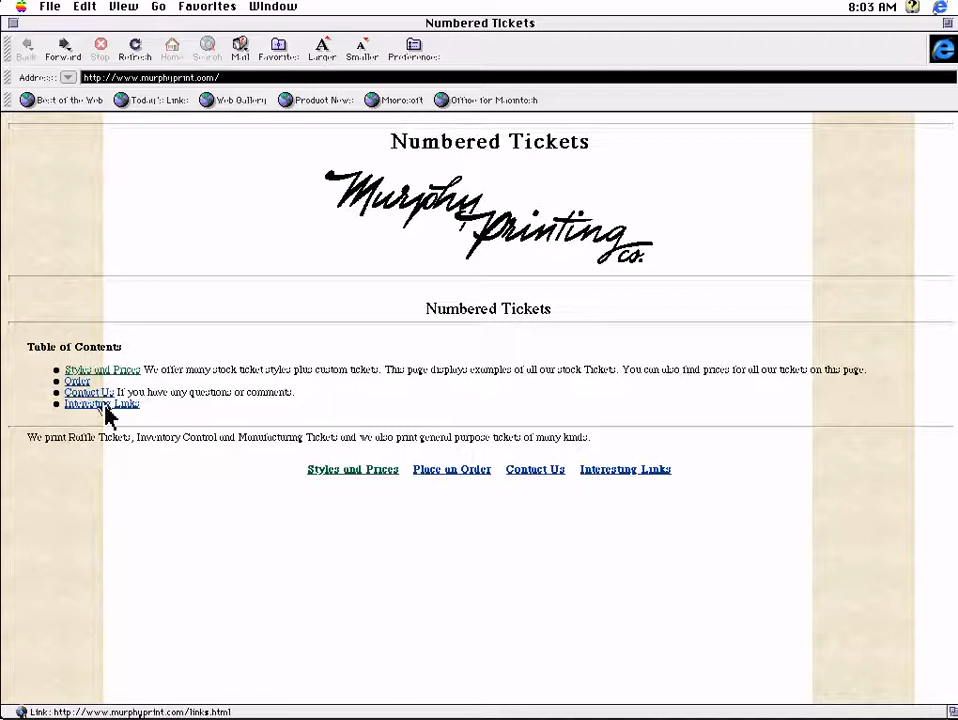 File Edit View Go Favorites Window 8:03 AM
Numbered Tickets
Back Forward Stop Refresh Home Search Mail Favorites Larger Smaller Preferences
Address: http://www.murphyprint.com/
Best of the Web Today's Links Web Gallery Product News Microsoft Office for Macintosh
Numbered Tickets
Murphy
Printing co.
Numbered Tickets
Table of Contents
Styles and Prices We offer many stock ticket styles plus custom tickets. This page displays examples of all our stock Tickets. You can also find prices for all our tickets on this page.
Order
Contact Us If you have any questions or comments.
Interesting Links
We print Raffle Tickets, Inventory Control and Manufacturing Tickets and we also print general purpose tickets of many kinds.
Styles and Prices Place an Order Contact Us Interesting Links
Link: http://www.murphyprint.com/links.html